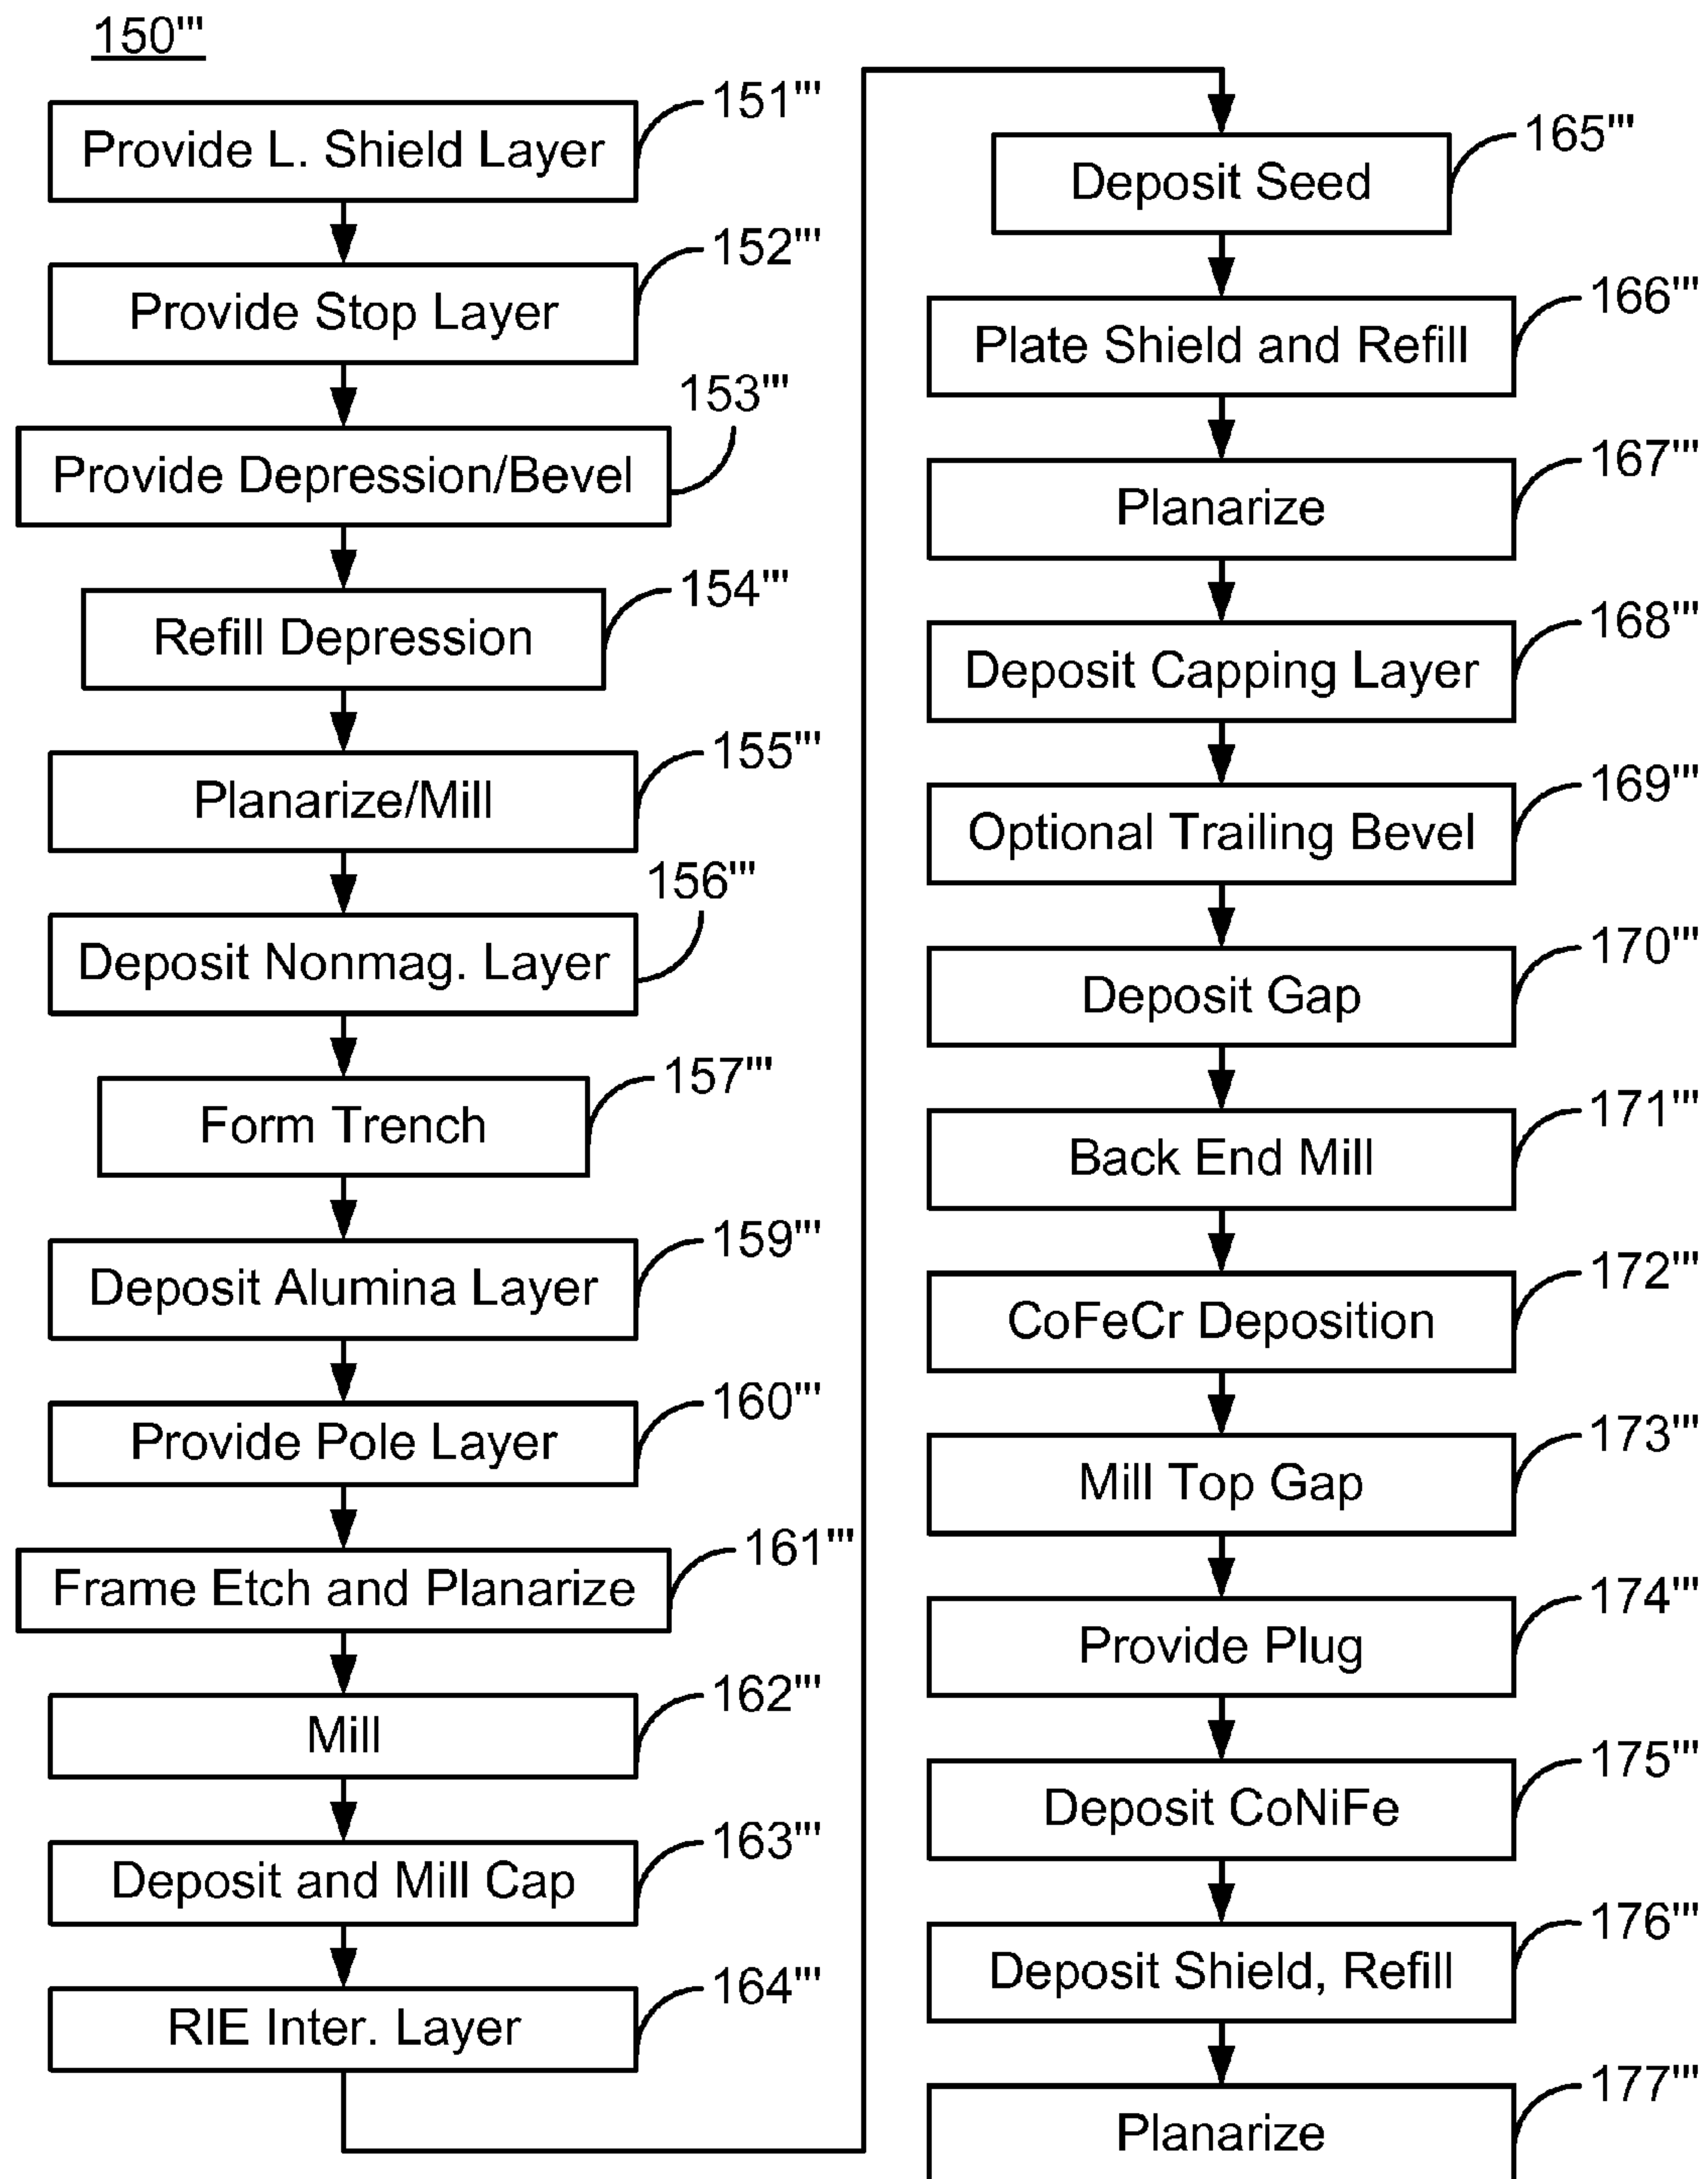 150'''
151'''
Provide L. Shield Layer
152'''
Provide Stop Layer
153'''
Provide Depression/Bevel
154'''
Refill Depression
155'''
Planarize/Mill
156'''
Deposit Nonmag. Layer
157'''
Form Trench
159'''
Deposit Alumina Layer
160'''
Provide Pole Layer
161'''
Frame Etch and Planarize
162'''
Mill
163'''
Deposit and Mill Cap
164'''
RIE Inter. Layer
165'''
Deposit Seed
166'''
Plate Shield and Refill
167'''
Planarize
168'''
Deposit Capping Layer
169'''
Optional Trailing Bevel
170'''
Deposit Gap
171'''
Back End Mill
172'''
CoFeCr Deposition
173'''
Mill Top Gap
174'''
Provide Plug
175'''
Deposit CoNiFe
176'''
Deposit Shield, Refill
177'''
Planarize